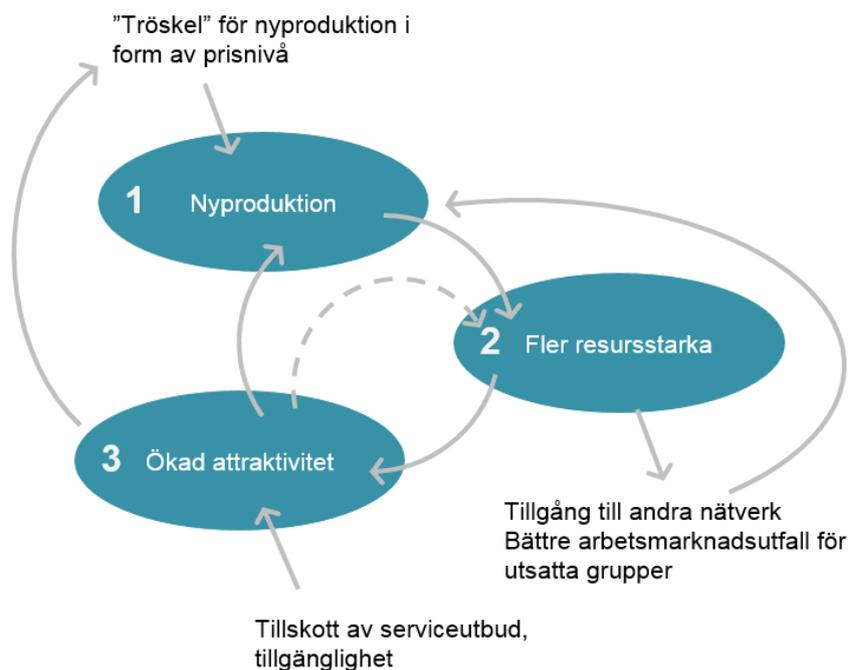 ”Tröskel” för nyproduktion i
form av prisnivå
1 Nyproduktion
2 Fler resursstarka
3 Ökad attraktivitet
Tillgång till andra nätverk
Bättre arbetsmarknadsutfall för
utsatta grupper
Tillskott av serviceutbud,
tillgänglighet